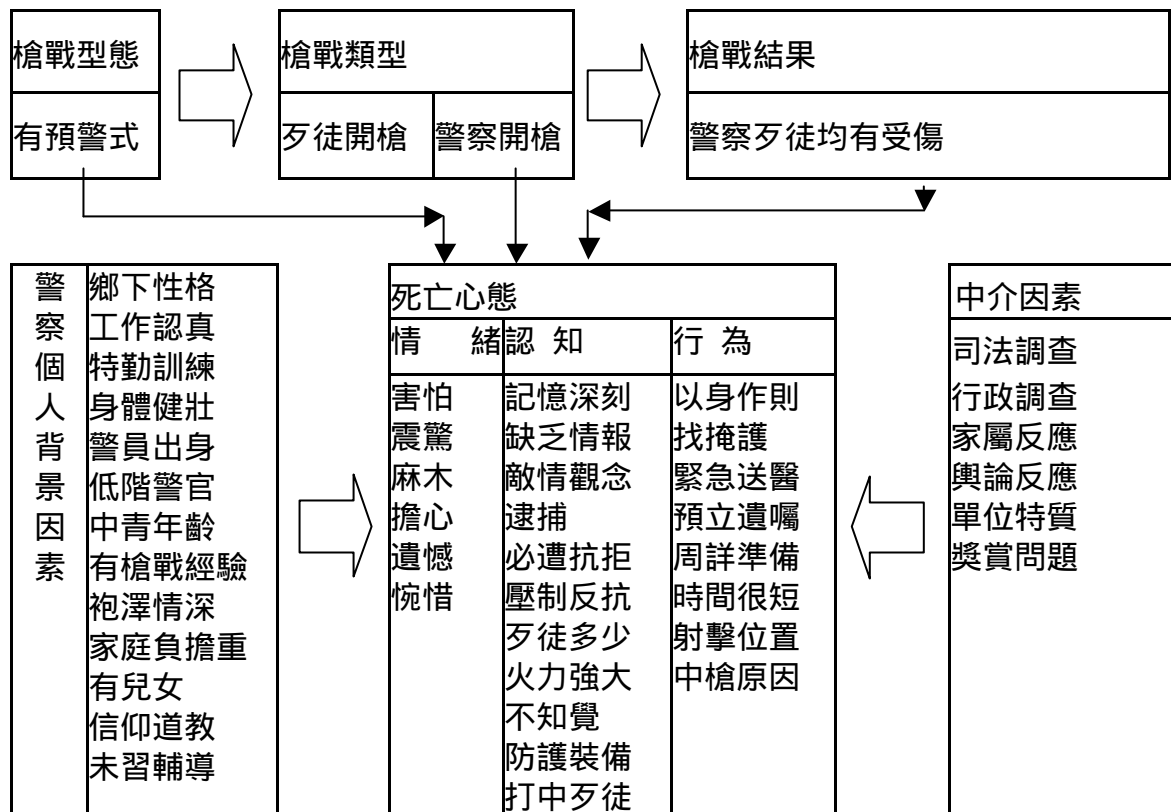 槍戰型態
有預警式
槍戰類型
歹徒開槍 警察開槍
槍戰結果
警察歹徒均有受傷
警察個人背景因素
鄉下性格
工作認真
特勤訓練
身體健壯
警員出身
低階警官
中青年齡
有槍戰經驗
袍澤情深
家庭負擔重
有兒女
信仰道教
未習輔導
死亡心態
情 緒
害怕
震驚
麻木
擔心
遺憾
惋惜
認 知
記憶深刻
缺乏情報
敵情觀念
逮捕
必遭抗拒
壓制反抗
歹徒多少
火力強大
不知覺
防護裝備
打中歹徒
行 為
以身作則
找掩護
緊急送醫
預立遺囑
周詳準備
時間很短
射擊位置
中槍原因
中介因素
司法調查
行政調查
家屬反應
輿論反應
單位特質
獎賞問題